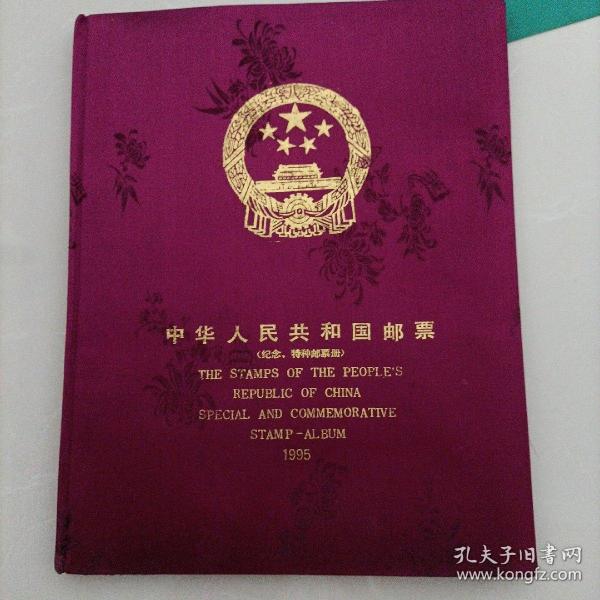 中华人民共和国邮票
(纪念、特种邮票册)
THE STAMPS OF THE PEOPLE'S
REPUBLIC OF CHINA
SPECIAL AND COMMEMORATIVE
STAMP-ALBUM
1995
孔夫子旧书网
www.kongfz.com